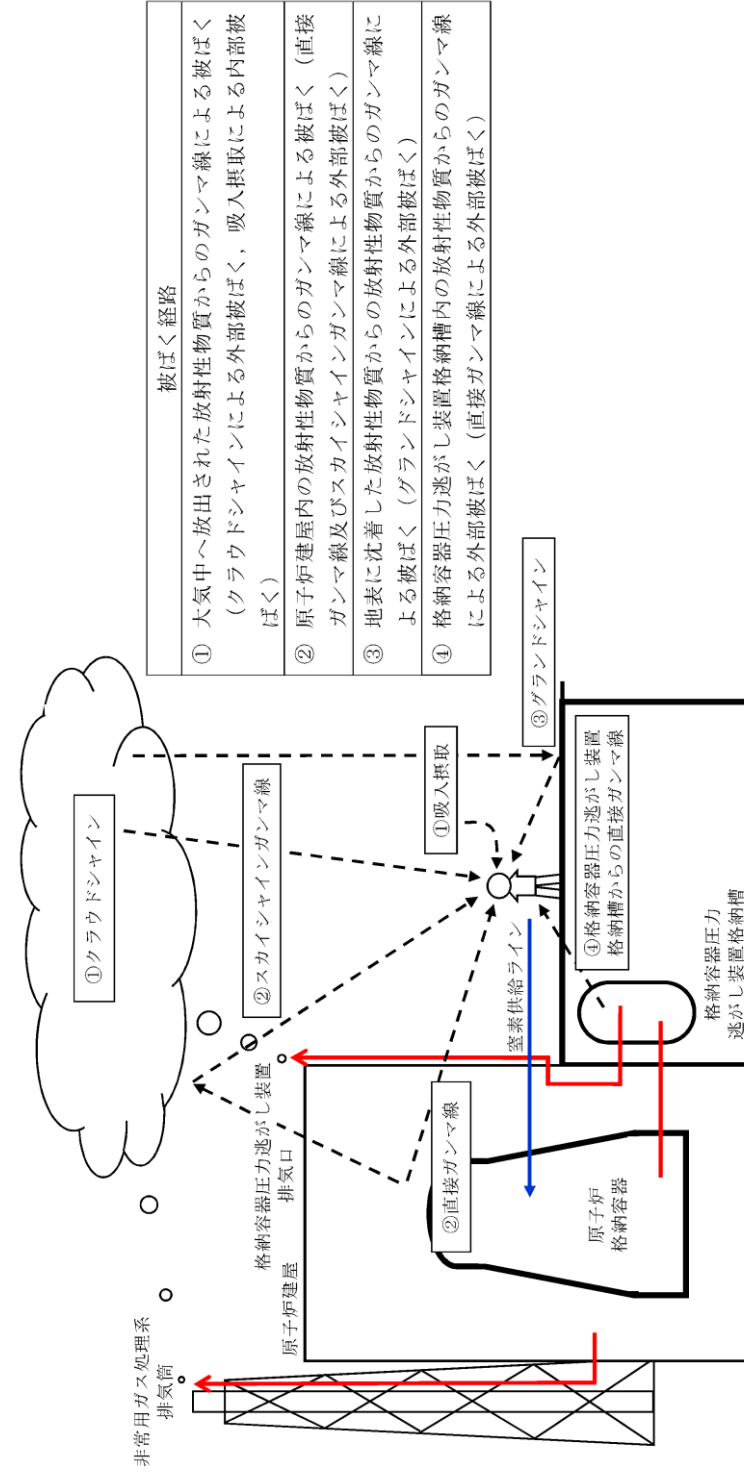 非常用ガス処理系
排気筒
原子炉建屋
格納容器圧力逃がし装置
排気口
①クラウドシャイン
②スカイシャインガンマ線
②直接ガンマ線
①吸入摂取
窒素供給ライン
③グランドシャイン
④格納容器圧力逃がし装置
格納槽からの直接ガンマ線
原子炉
格納容器
格納容器圧力
逃がし装置格納槽
被ばく経路
① 大気中へ放出された放射性物質からのガンマ線による被ばく
（クラウドシャインによる外部被ばく，吸入摂取による内部被
ばく）
② 原子炉建屋内の放射性物質からのガンマ線による被ばく（直接
ガンマ線及びスカイシャインガンマ線による外部被ばく）
③ 地表に沈着した放射性物質からの放射性物質からのガンマ線に
よる被ばく（グランドシャインによる外部被ばく）
④ 格納容器圧力逃がし装置格納槽内の放射性物質からのガンマ線
による外部被ばく（直接ガンマ線による外部被ばく）